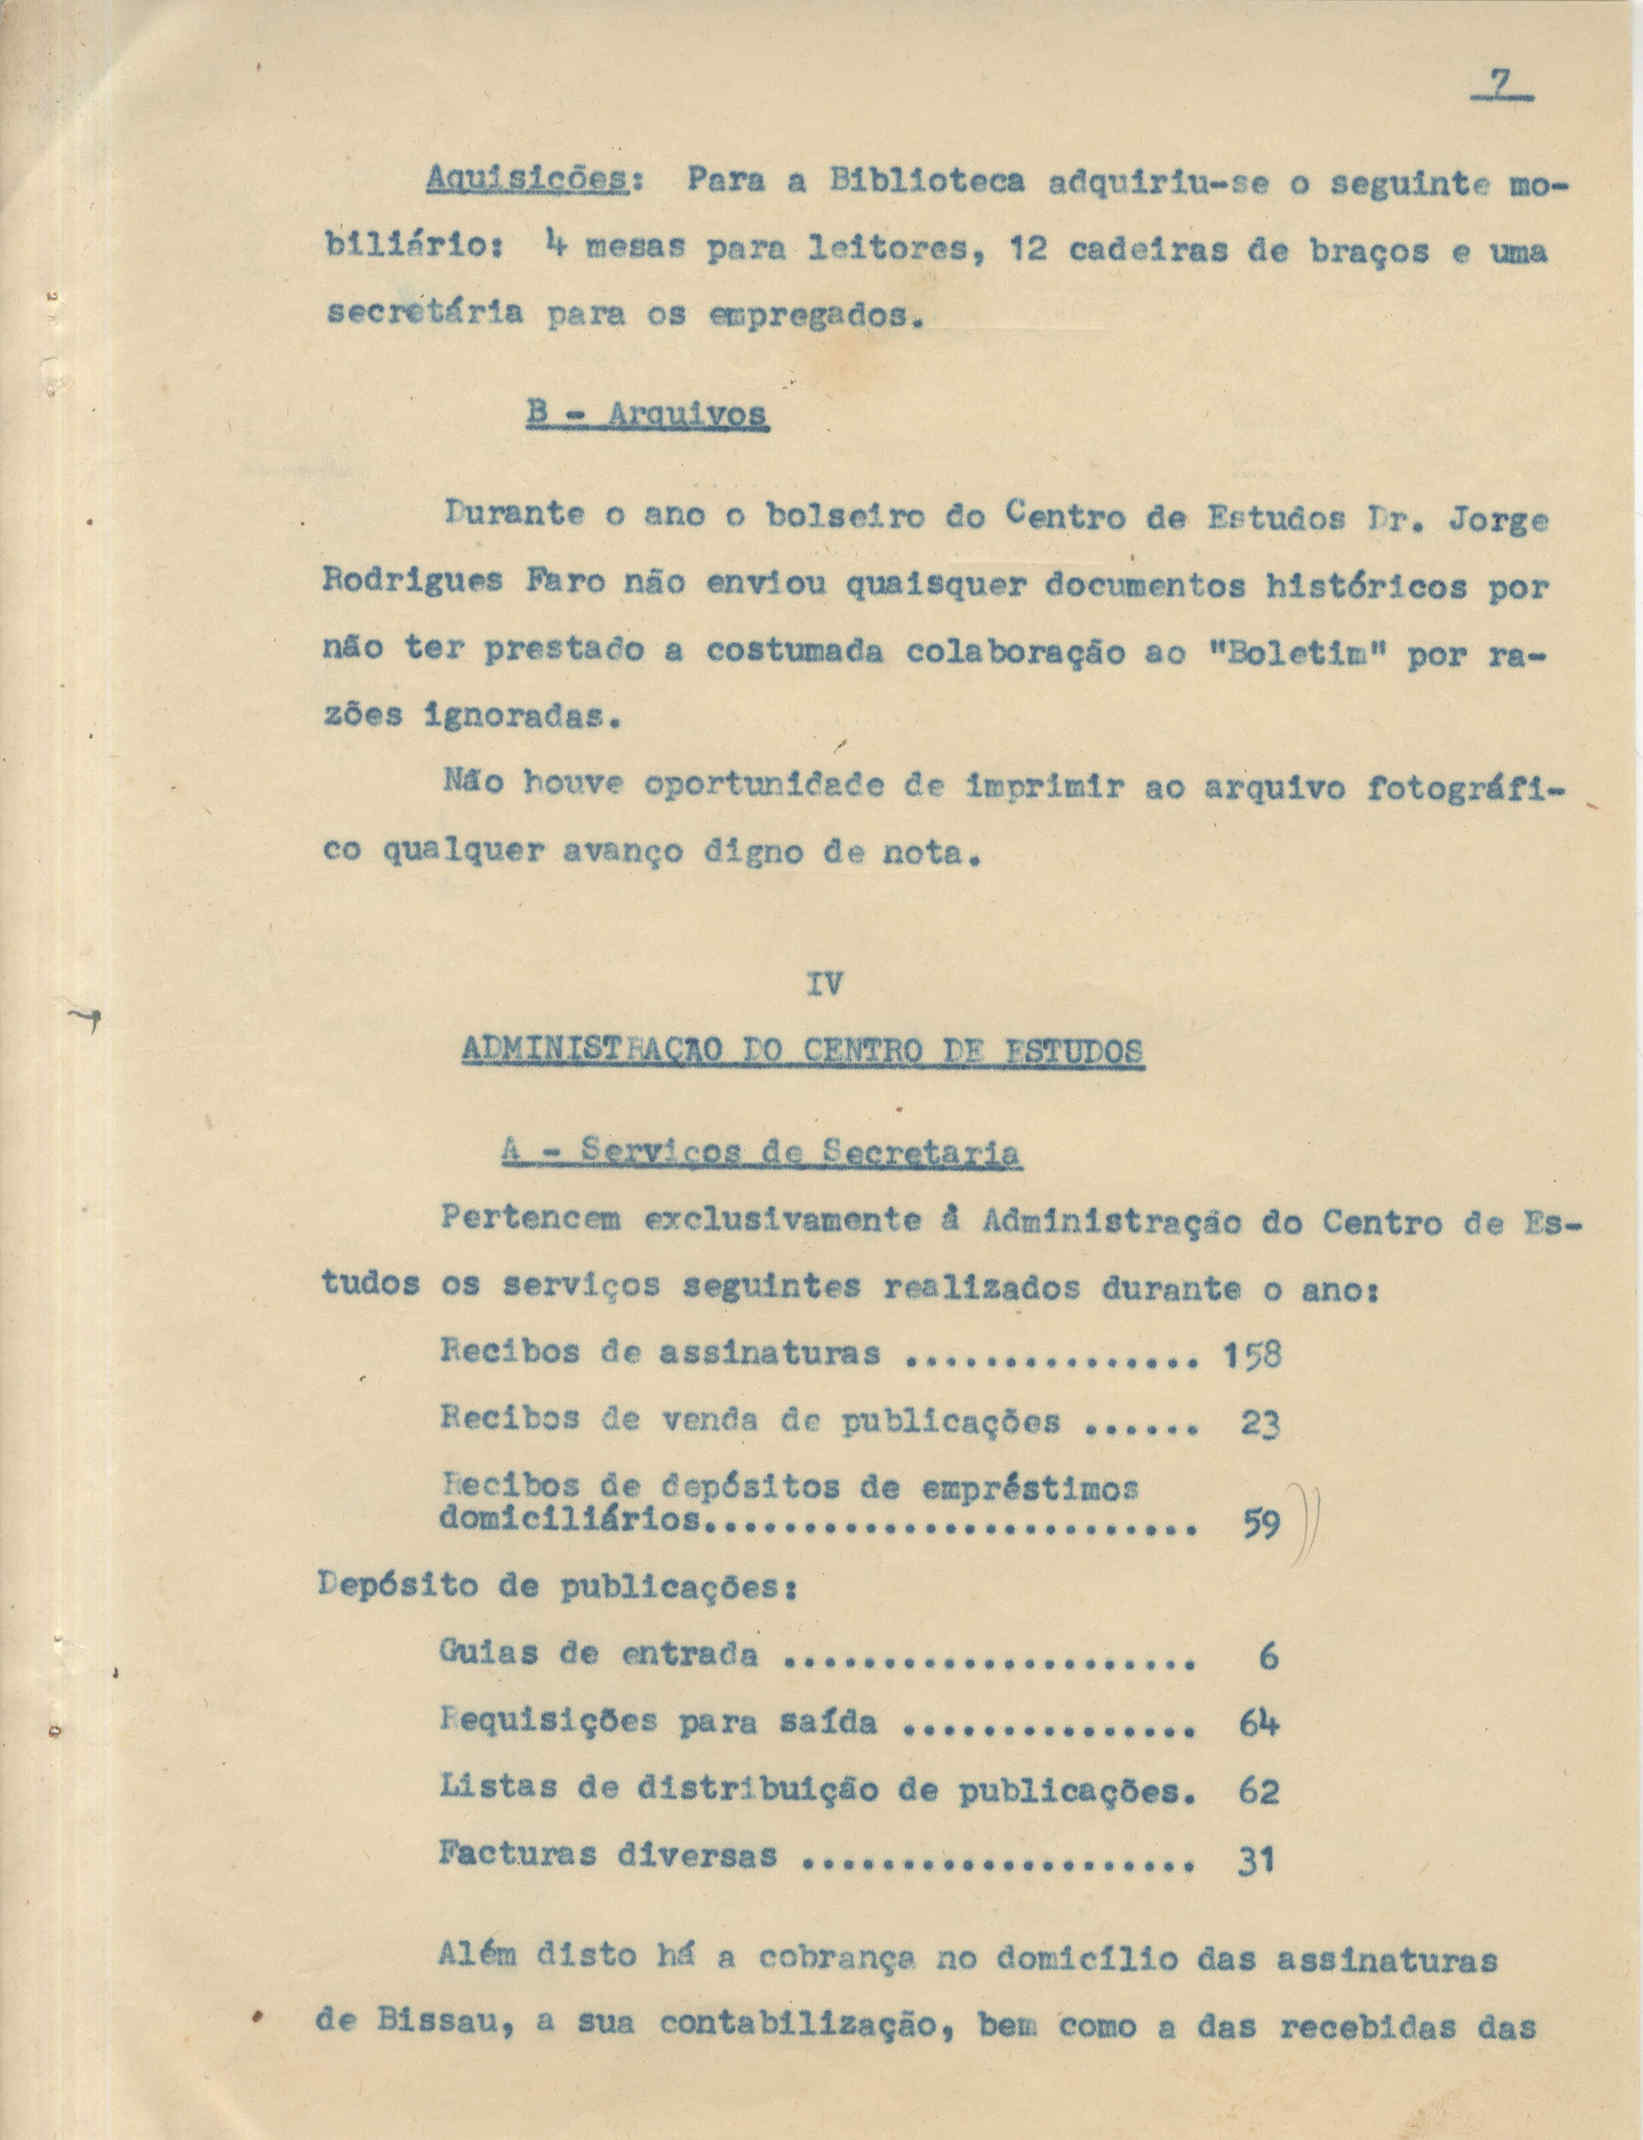 7
Aquisições: Para a Biblioteca adquiriu-se o seguinte mo-
biliário: 4 mesas para leitores, 12 cadeiras de braços e uma
secretária para os empregados.
B - Arquivos
Durante o ano o bolseiro do Centro de Estudos Dr. Jorge
Rodrigues Faro não enviou quaisquer documentos históricos por
não ter prestado a costumada colaboração ao "Boletim" por ra-
zões ignoradas.
Não houve oportunidade de imprimir ao arquivo fotográfi-
co qualquer avanço digno de nota.
IV
ADMINISTRAÇAO DO CENTRO DE ESTUDOS
A - Serviços de Secretaria
Pertencem exclusivamente à Administração do Centro de Es-
tudos os serviços seguintes realizados durante o ano:
Recibos de assinaturas ............... 158
Recibos de venda de publicações ...... 23
Recibos de depósitos de empréstimos
domiciliários......................... 59
Depósito de publicações:
Guias de entrada ..................... 6
Requisições para saída ............... 64
Listas de distribuição de publicações. 62
Facturas diversas .................... 31
Além disto há a cobrança no domicílio das assinaturas
de Bissau, a sua contabilização, bem como a das recebidas das